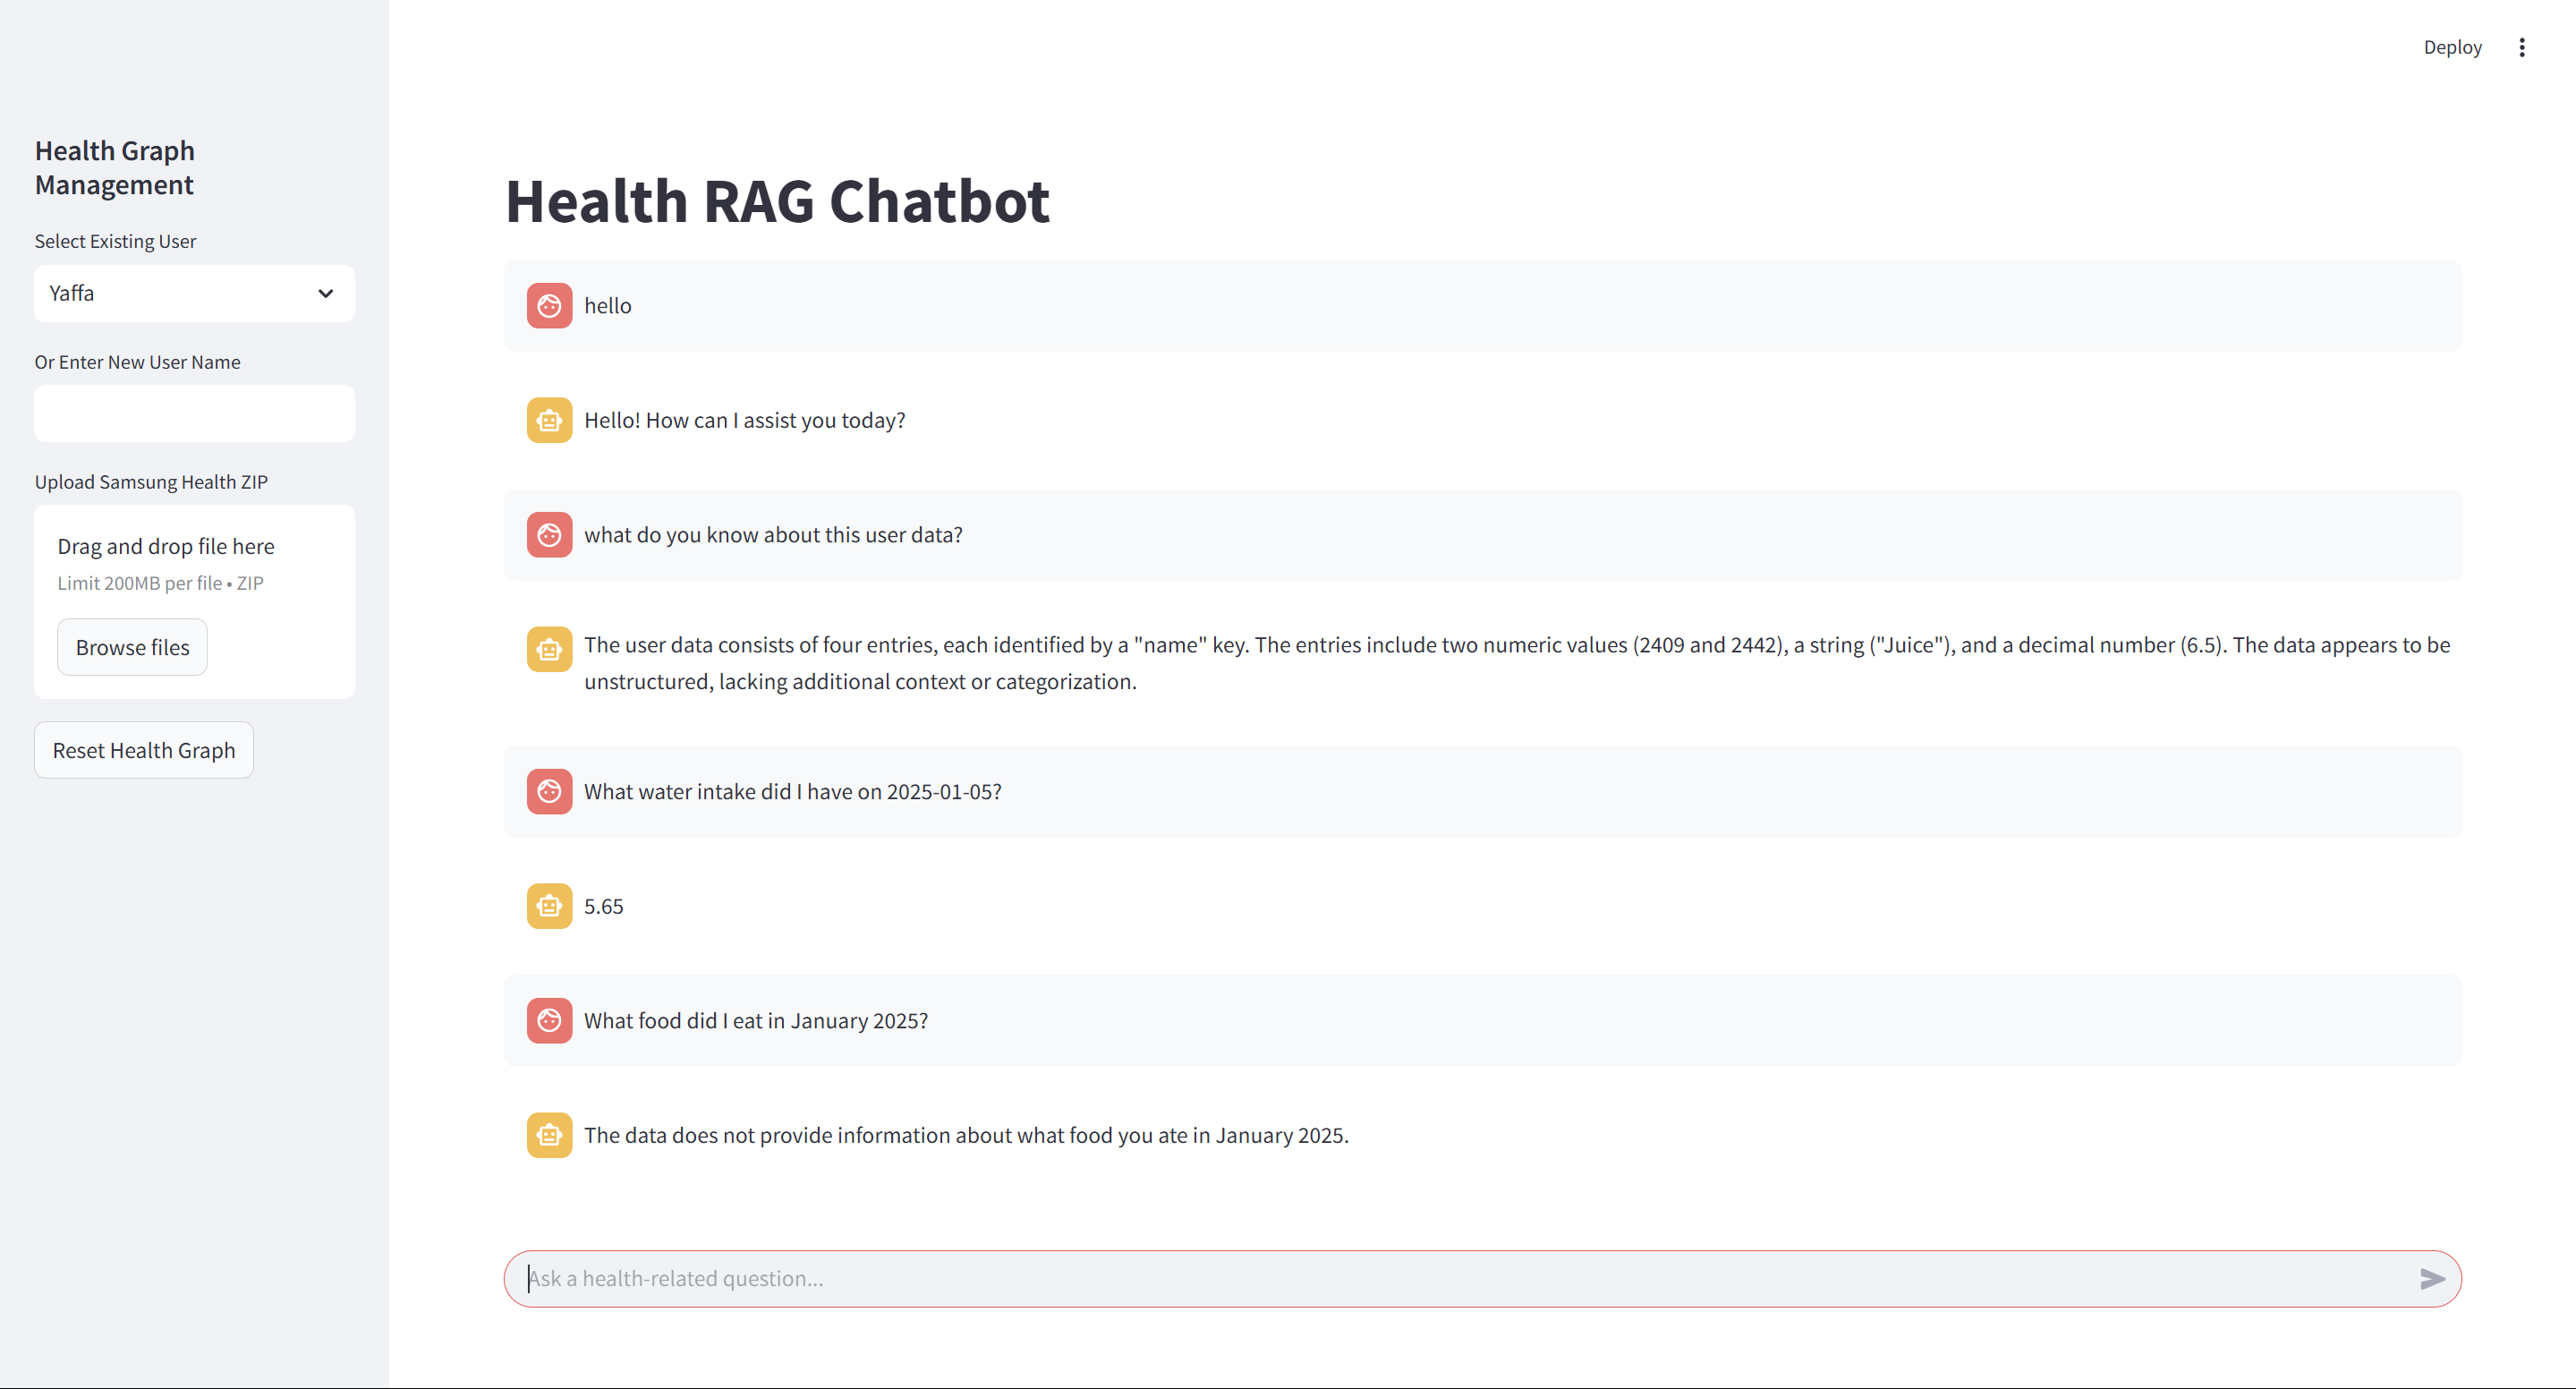 Deploy
Health Graph
Management
Select Existing User
Yaffa
Or Enter New User Name
Upload Samsung Health ZIP
Drag and drop file here
Limit 200MB per file • ZIP
Browse files
Reset Health Graph
Health RAG Chatbot
hello
Hello! How can I assist you today?
what do you know about this user data?
The user data consists of four entries, each identified by a "name" key. The entries include two numeric values (2409 and 2442), a string ("Juice"), and a decimal number (6.5). The data appears to be
unstructured, lacking additional context or categorization.
What water intake did I have on 2025-01-05?
5.65
What food did I eat in January 2025?
The data does not provide information about what food you ate in January 2025.
Ask a health-related question...